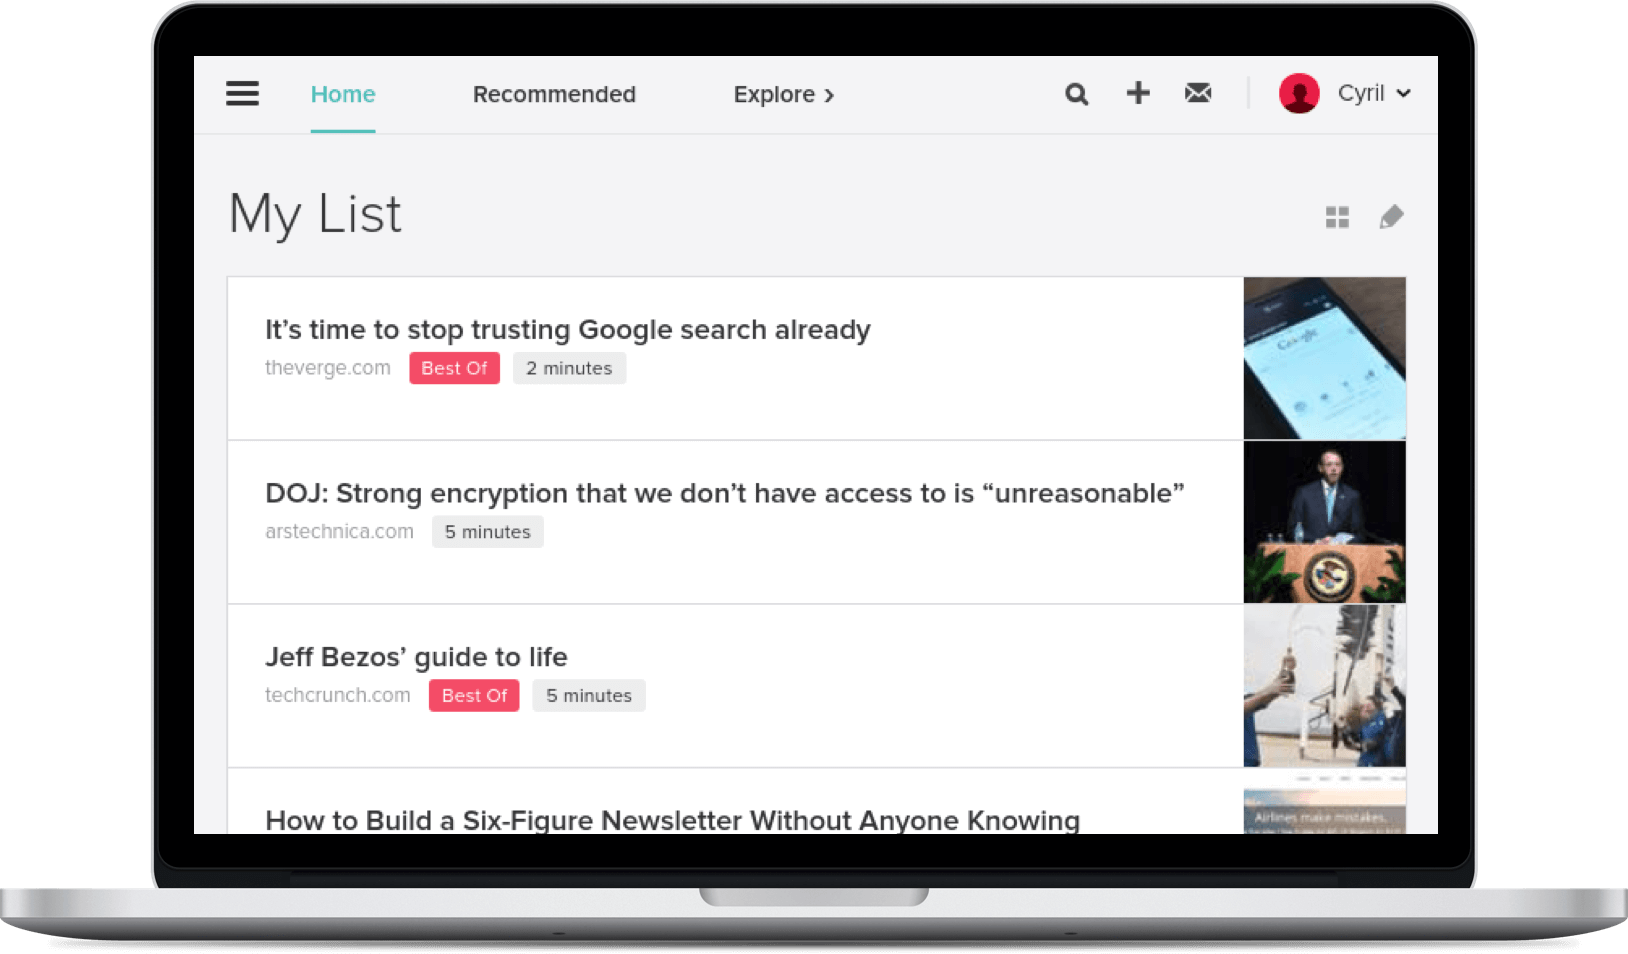 Home Recommended Explore Cyril
My List
It’s time to stop trusting Google search already
theverge.com Best Of 2 minutes
Google
DOJ: Strong encryption that we don’t have access to is “unreasonable”
arstechnica.com 5 minutes
Jeff Bezos’ guide to life
techcrunch.com Best Of 5 minutes
How to Build a Six-Figure Newsletter Without Anyone Knowing
Airlines make mistakes.